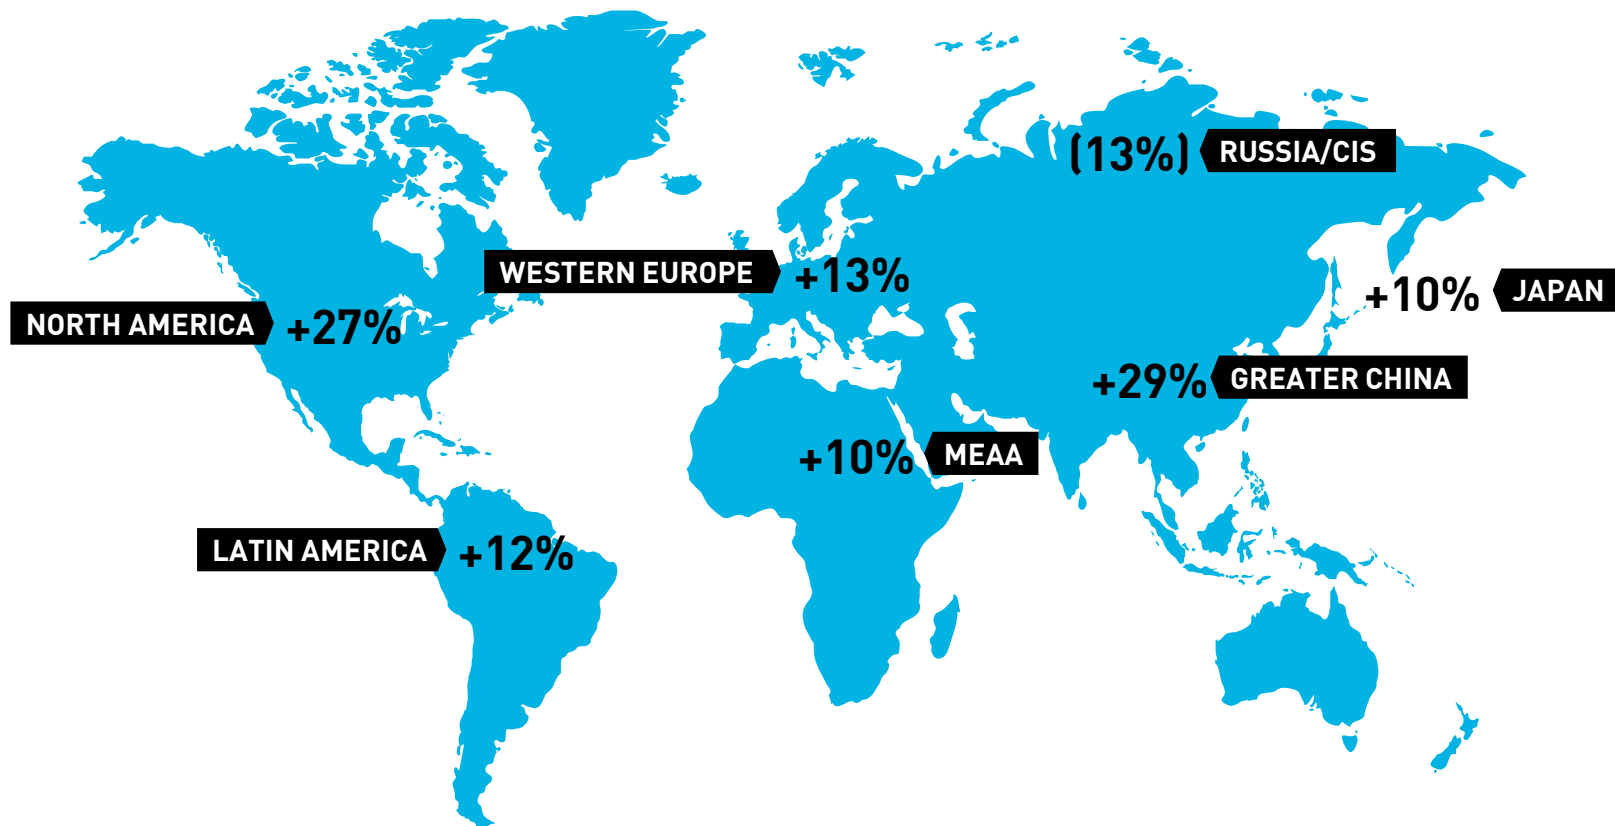 (13%) RUSSIA/CIS
WESTERN EUROPE +13%
+10% JAPAN
NORTH AMERICA +27%
+29% GREATER CHINA
+10% MEAA
LATIN AMERICA +12%